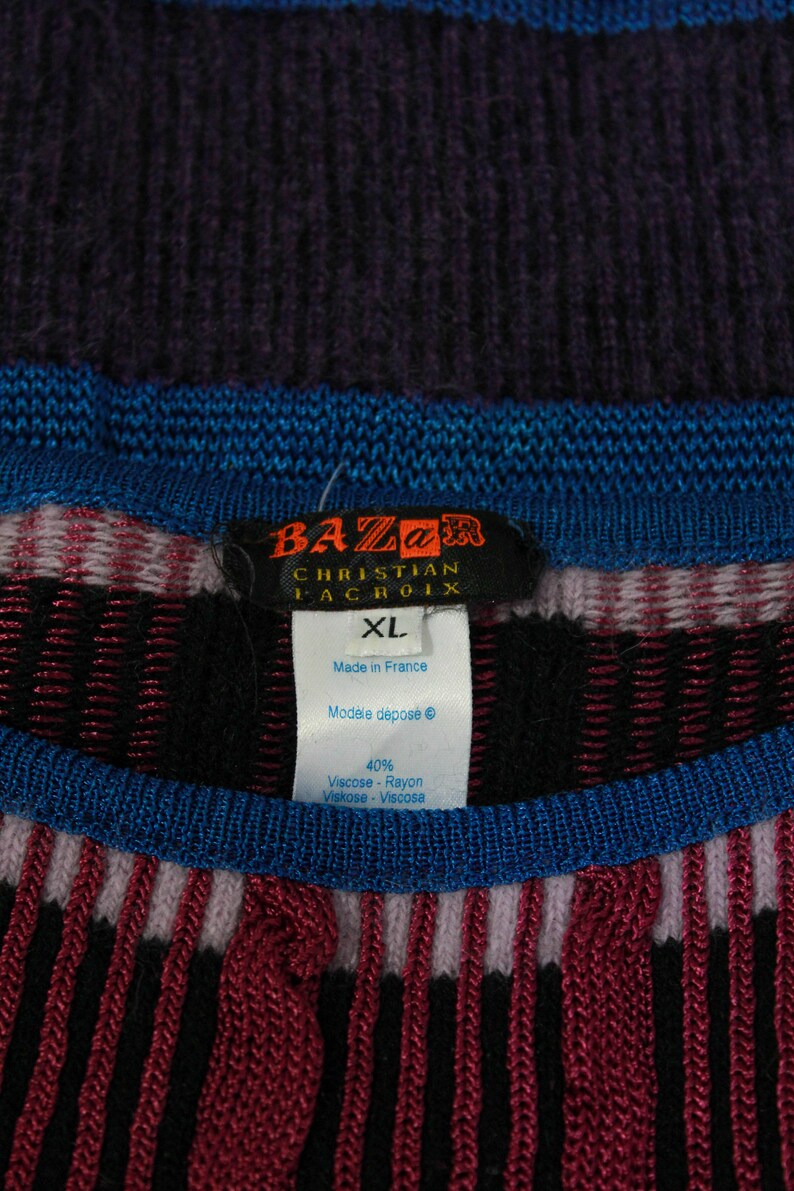 BAZaR
CHRISTIAN
LACROIX
XL
Made in France
Modèle déposé ©
40%
Viscose - Rayon
Viskose - Viscosa